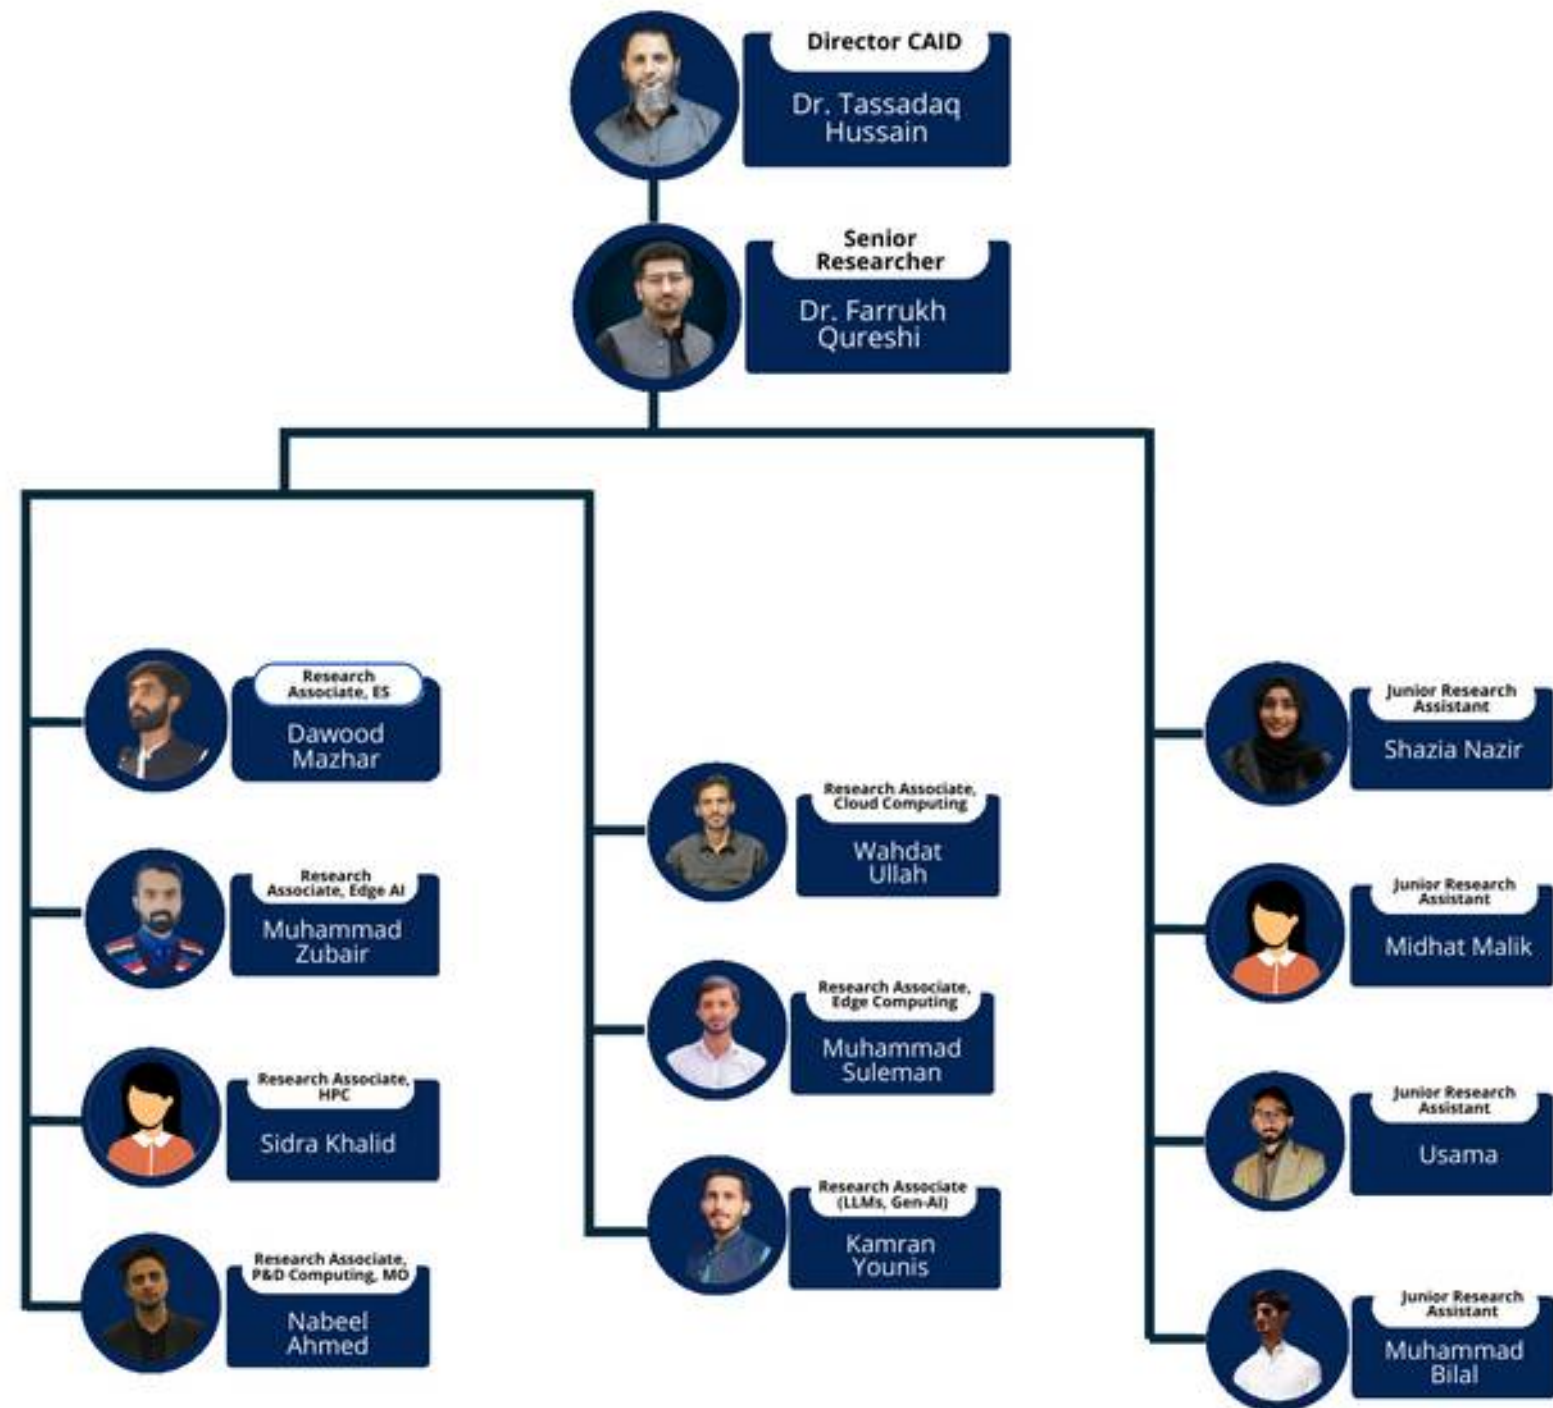 Director CAID
Dr. Tassadaq
Hussain
Senior
Researcher
Dr. Farrukh
Qureshi
Research
Associate, ES
Dawood
Mazhar
Research
Associate, Edge AI
Muhammad
Zubair
Research Associate,
HPC
Sidra Khalid
Research Associate,
P&D Computing, MO
Nabeel
Ahmed
Research Associate,
Cloud Computing
Wahdat
Ullah
Research Associate,
Edge Computing
Muhammad
Suleman
Research Associate
(LLMs, Gen-AI)
Kamran
Younis
Junior Research
Assistant
Shazia Nazir
Junior Research
Assistant
Midhat Malik
Junior Research
Assistant
Usama
Junior Research
Assistant
Muhammad
Bilal